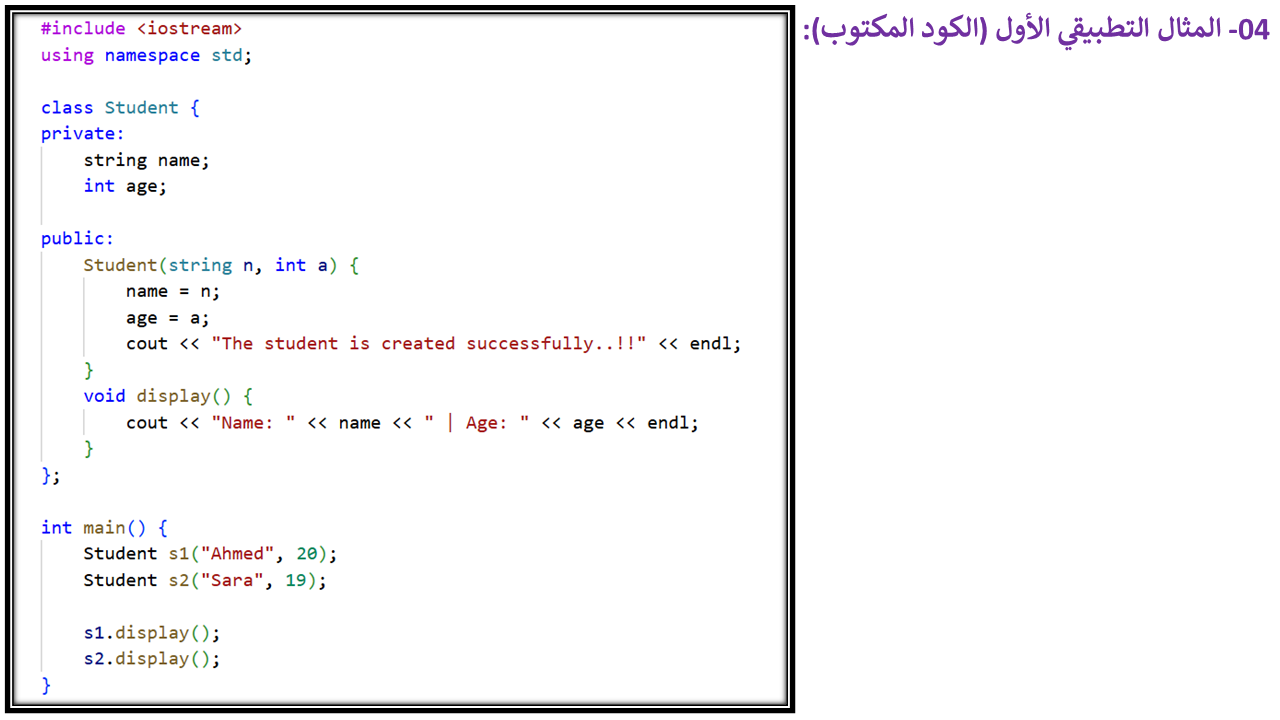 04- المثال التطبيقي الأول (الكود المكتوب):
#include <iostream>
using namespace std;

class Student {
private:
    string name;
    int age;

public:
    Student(string n, int a) {
        name = n;
        age = a;
        cout << "The student is created successfully..!!" << endl;
    }
    void display() {
        cout << "Name: " << name << " | Age: " << age << endl;
    }
};

int main() {
    Student s1("Ahmed", 20);
    Student s2("Sara", 19);

    s1.display();
    s2.display();
}